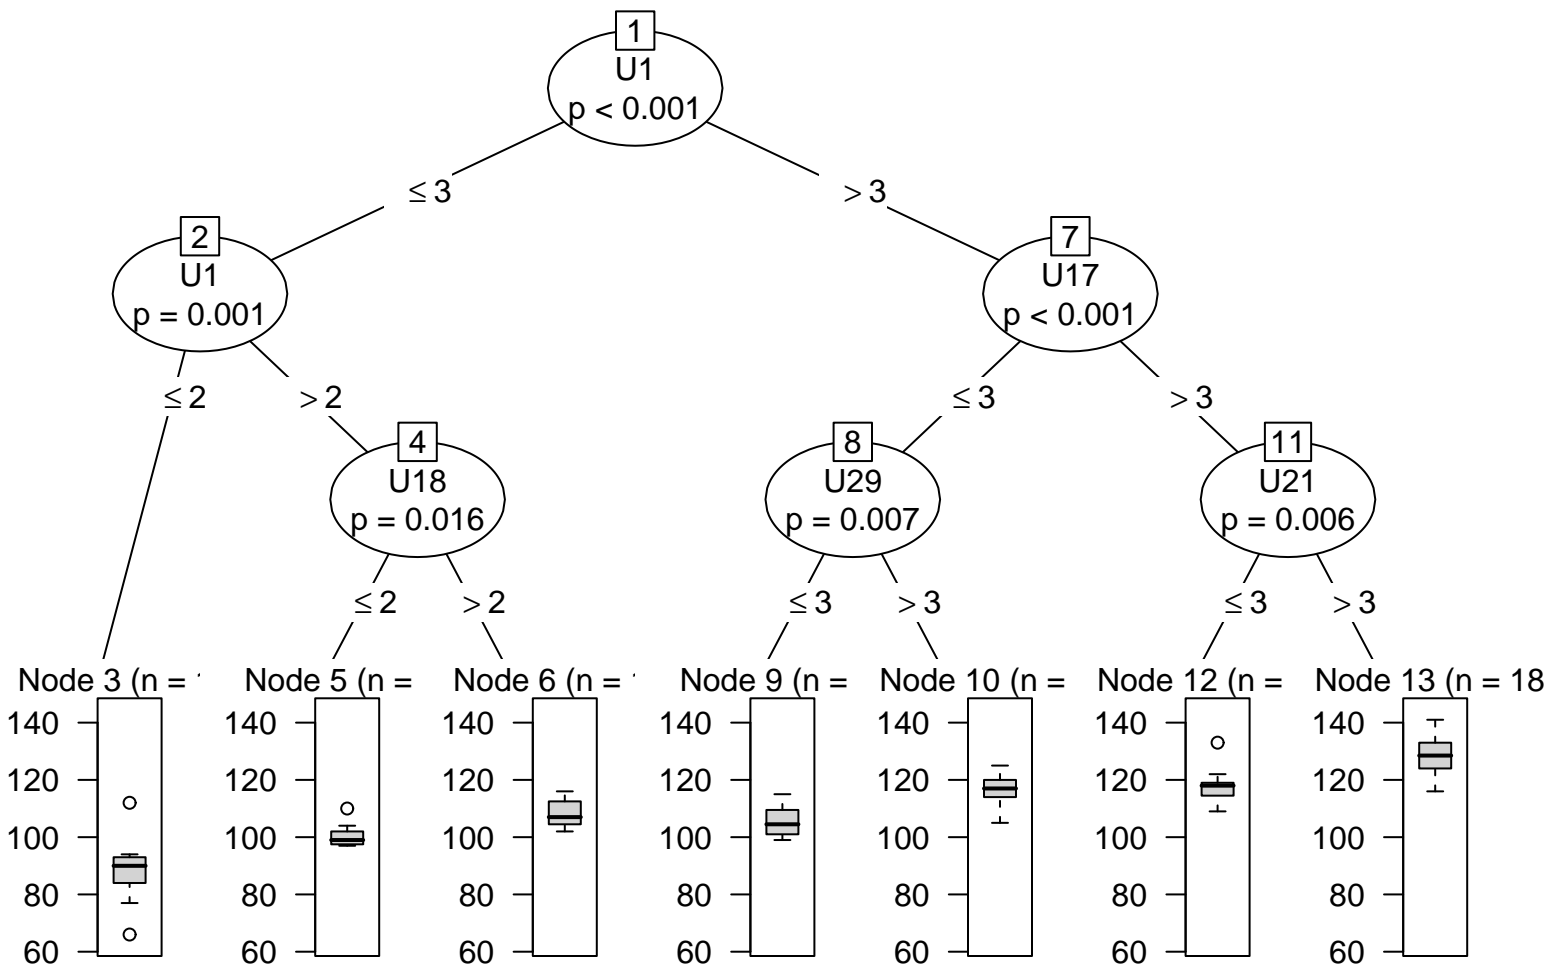 1
U1
p < 0.001
≤ 3
> 3
2
U1
p = 0.001
7
U17
p < 0.001
≤ 2
> 2
≤ 3
> 3
4
U18
p = 0.016
8
U29
p = 0.007
11
U21
p = 0.006
≤ 2
> 2
≤ 3
> 3
≤ 3
> 3
Node 3 (n =
140
120
100
80
60
Node 5 (n =
140
120
100
80
60
Node 6 (n =
140
120
100
80
60
Node 9 (n =
140
120
100
80
60
Node 10 (n =
140
120
100
80
60
Node 12 (n =
140
120
100
80
60
Node 13 (n = 18
140
120
100
80
60